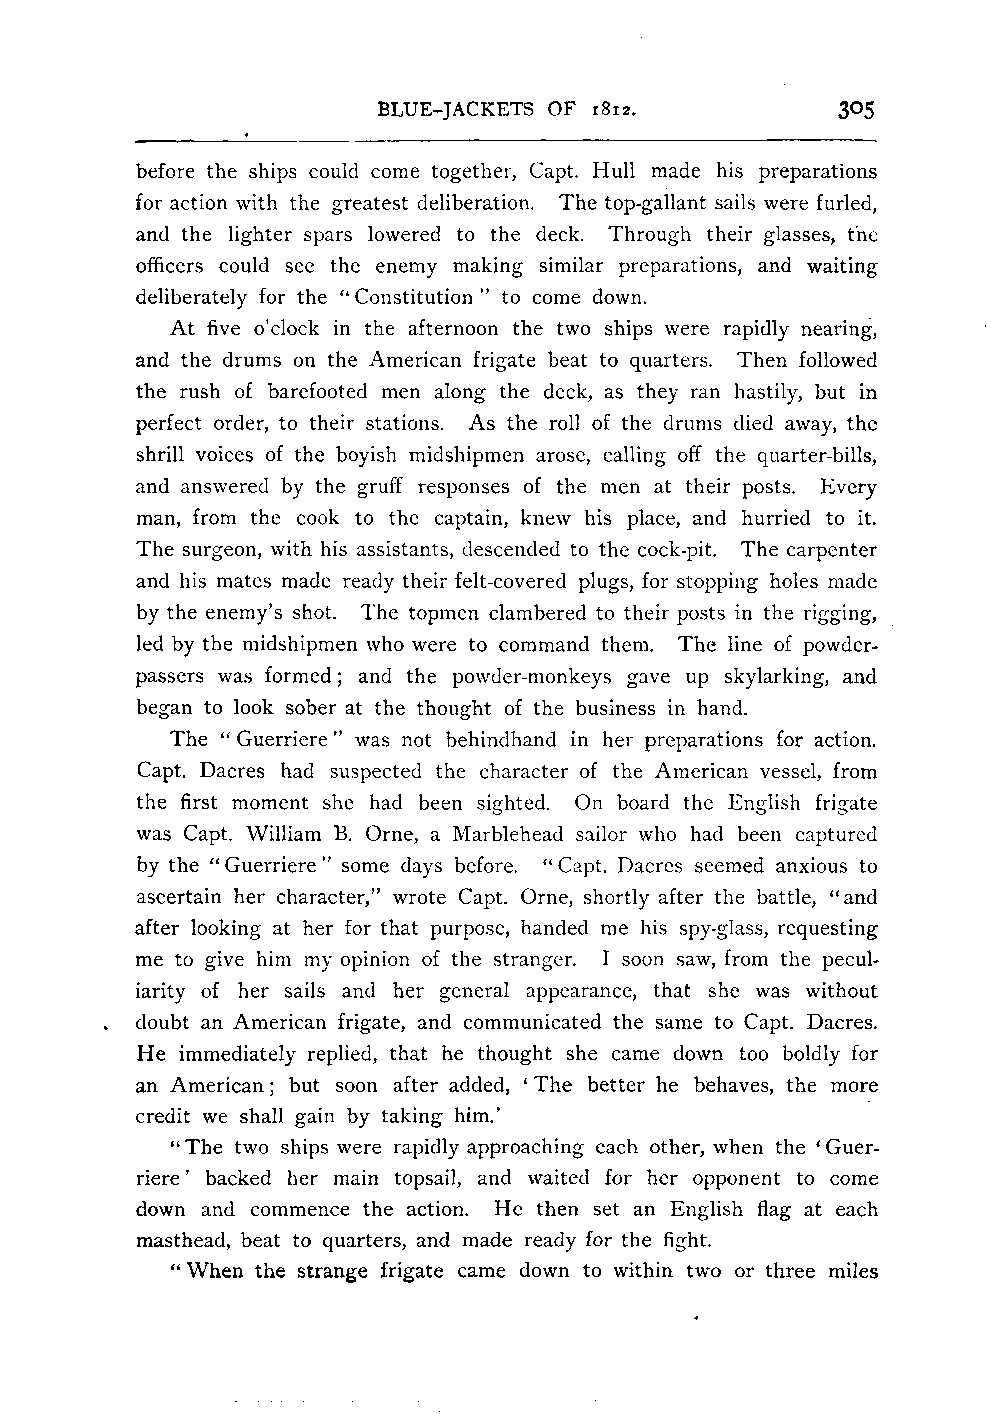 BLUE-JACKETS OF 1812. 305
before the ships could come together, Capt. Hull made his preparations
for action with the greatest deliberation. The top-gallant sails were furled,
and the lighter spars lowered to the deck. Through their glasses, the
officers could see the enemy making similar preparations, and waiting
deliberately for the “Constitution” to come down.
At five o'clock in the afternoon the two ships were rapidly nearing,
and the drums on the American frigate beat to quarters. Then followed
the rush of barefooted men along the deck, as they ran hastily, but in
perfect order, to their stations. As the roll of the drums died away, the
shrill voices of the boyish midshipmen arose, calling off the quarter-bills,
and answered by the gruff responses of the men at their posts. Every
man, from the cook to the captain, knew his place, and hurried to it.
The surgeon, with his assistants, descended to the cock-pit. The carpenter
and his mates made ready their felt-covered plugs, for stopping holes made
by the enemy's shot. The topmen clambered to their posts in the rigging,
led by the midshipmen who were to command them. The line of powder-
passers was formed; and the powder-monkeys gave up skylarking, and
began to look sober at the thought of the business in hand.
The “Guerriere” was not behindhand in her preparations for action.
Capt. Dacres had suspected the character of the American vessel, from
the first moment she had been sighted. On board the English frigate
was Capt. William B. Orne, a Marblehead sailor who had been captured
by the “Guerriere” some days before. “Capt. Dacres seemed anxious to
ascertain her character,” wrote Capt. Orne, shortly after the battle, “and
after looking at her for that purpose, handed me his spy-glass, requesting
me to give him my opinion of the stranger. I soon saw, from the pecul-
iarity of her sails and her general appearance, that she was without
doubt an American frigate, and communicated the same to Capt. Dacres.
He immediately replied, that he thought she came down too boldly for
an American; but soon after added, ‘The better he behaves, the more
credit we shall gain by taking him.’
“The two ships were rapidly approaching each other, when the ‘Guer-
riere’ backed her main topsail, and waited for her opponent to come
down and commence the action. He then set an English flag at each
masthead, beat to quarters, and made ready for the fight.
“When the strange frigate came down to within two or three miles